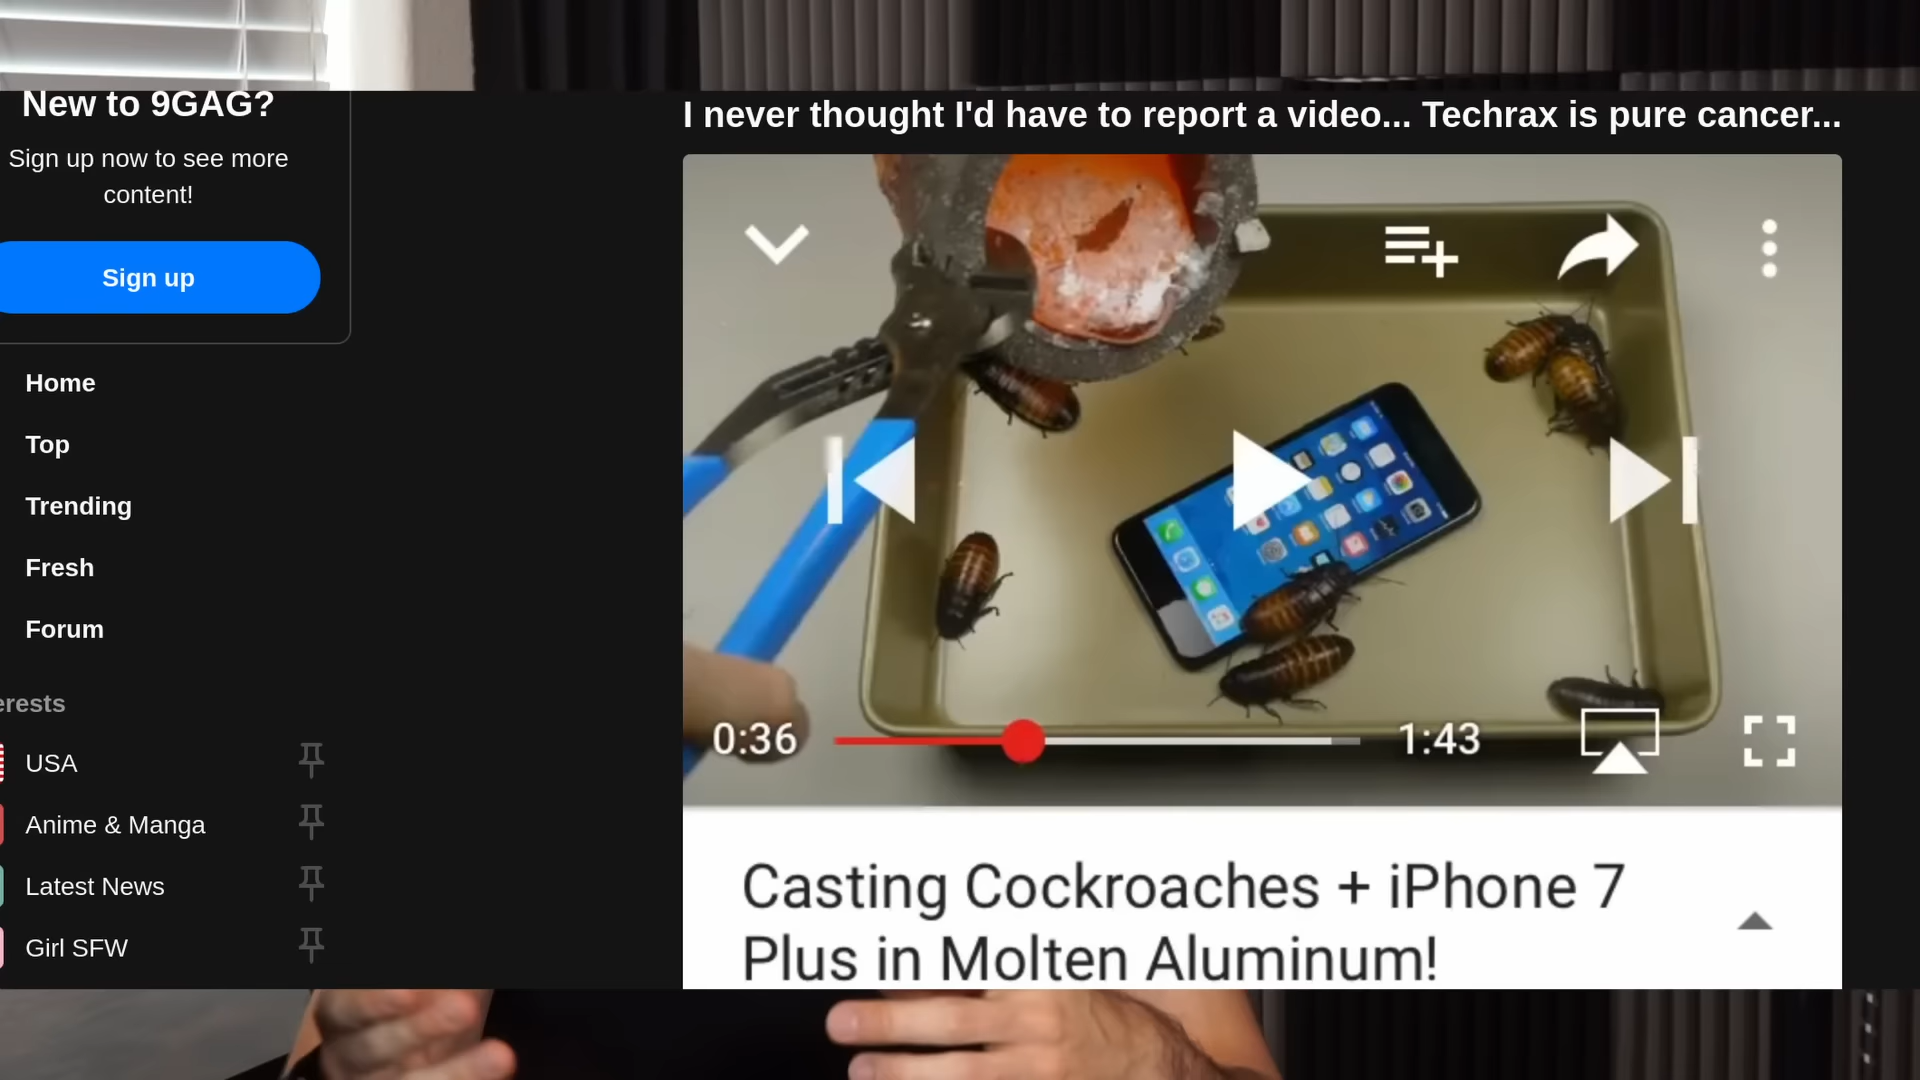 New to 9GAG?
Sign up now to see more
content!
Sign up
Home
Top
Trending
Fresh
Forum
erests
USA
Anime & Manga
Latest News
Girl SFW
I never thought I'd have to report a video... Techrax is pure cancer...
0:36
1:43
Casting Cockroaches + iPhone 7
Plus in Molten Aluminum!